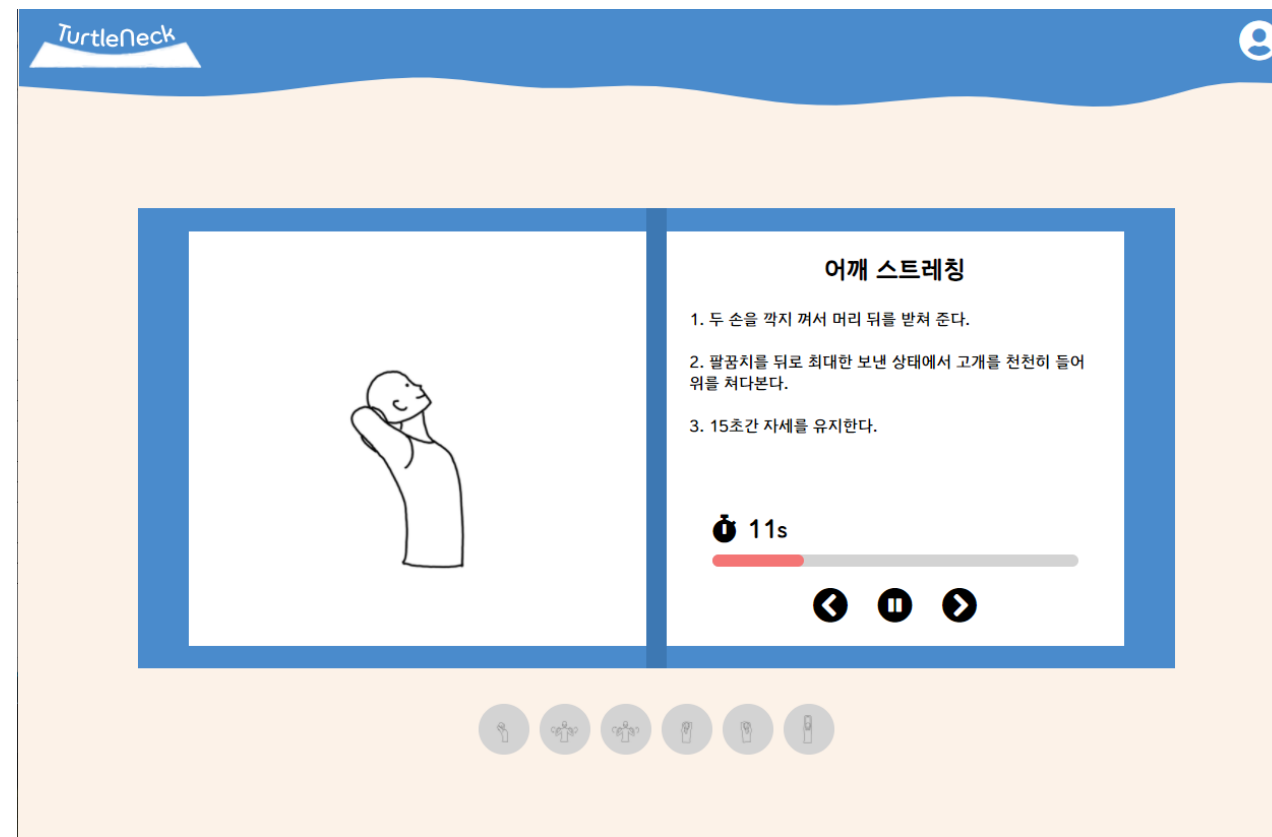 TurtleNeck
어깨 스트레칭
1. 두 손을 깍지 껴서 머리 뒤를 받쳐 준다.
2. 팔꿈치를 뒤로 최대한 보낸 상태에서 고개를 천천히 들어
위를 쳐다본다.
3. 15초간 자세를 유지한다.
11s